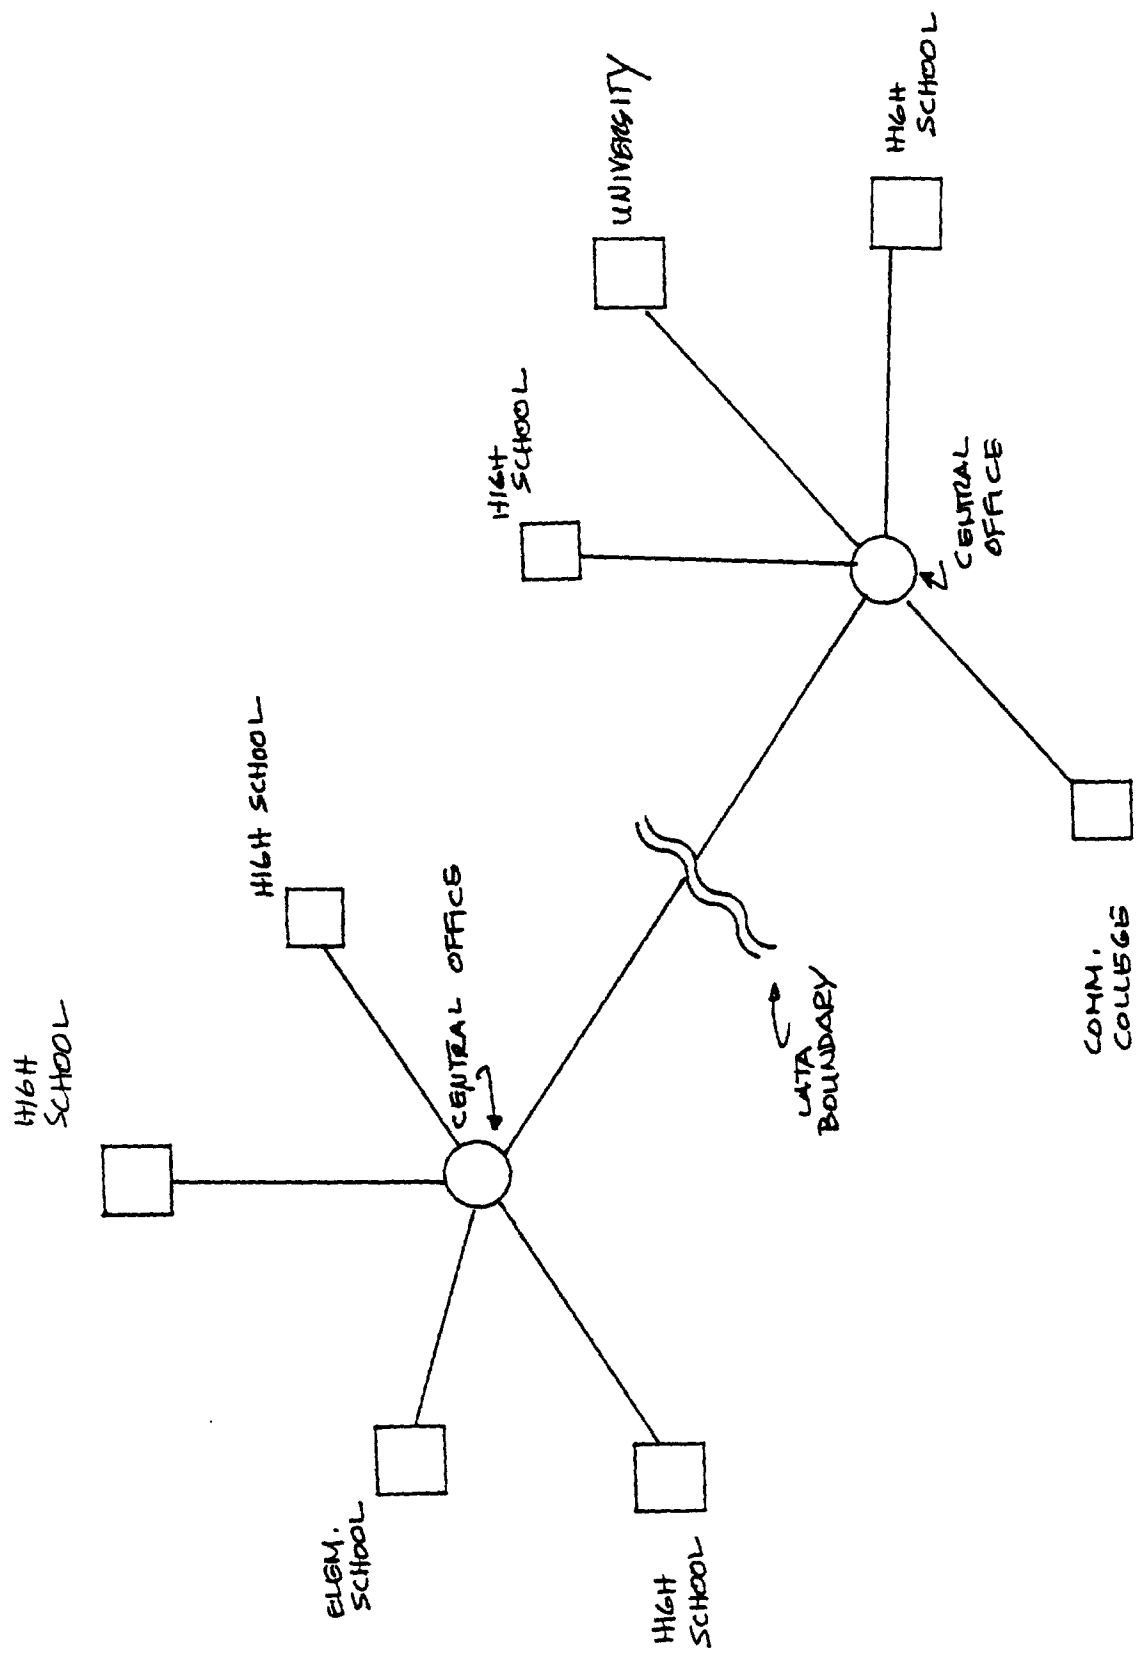 HIGH
SCHOOL
HIGH SCHOOL
HIGH
SCHOOL
UNIVERSITY
HIGH
SCHOOL
ELEM.
SCHOOL
CENTRAL OFFICE
HIGH
SCHOOL
LATA
BOUNDARY
CENTRAL
OFFICE
COMM.
COLLEGE